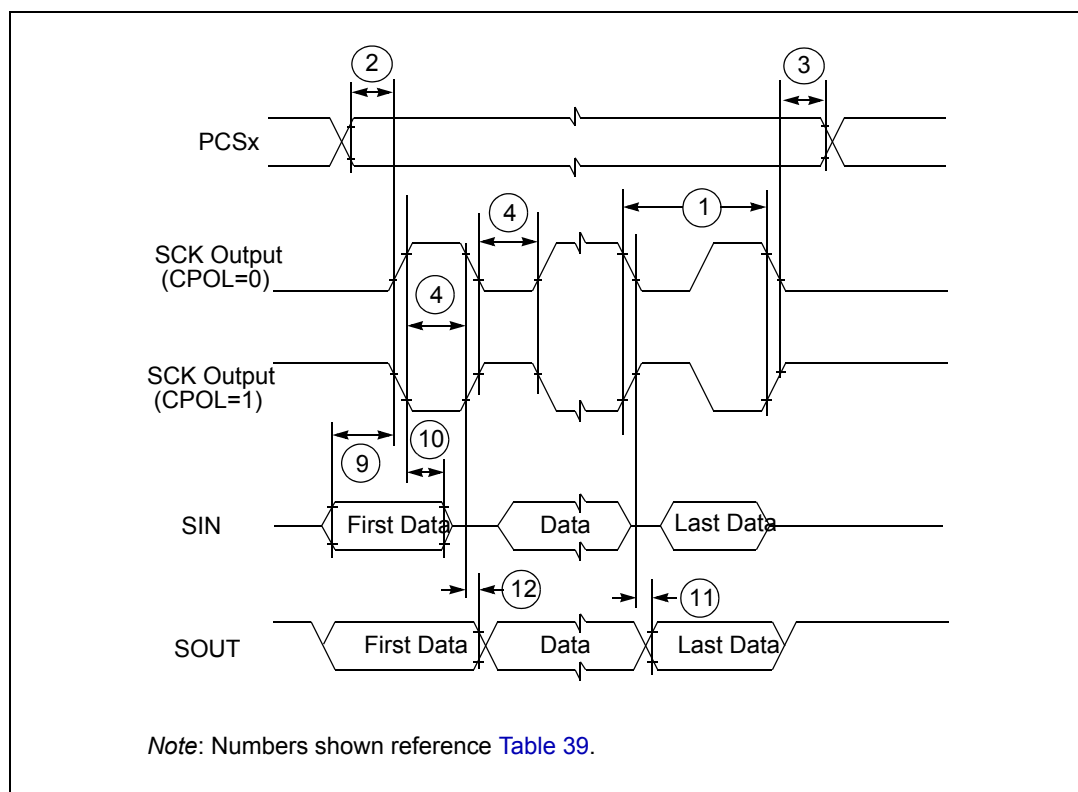 2
3
PCSx
4
1
SCK Output
(CPOL=0)
4
SCK Output
(CPOL=1)
10
9
SIN
First Data
Data
Last Data
12
11
SOUT
First Data
Data
Last Data
Note: Numbers shown reference Table 39.